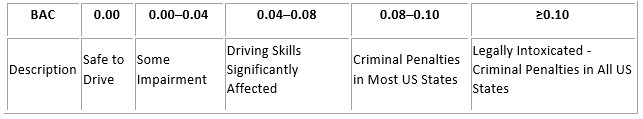 BAC 0.00 0.00–0.04 0.04–0.08 0.08–0.10 ≥0.10
Description
Safe to
Drive
Some
Impairment
Driving Skills
Significantly
Affected
Criminal Penalties
in Most US States
Legally Intoxicated -
Criminal Penalties in All US
States